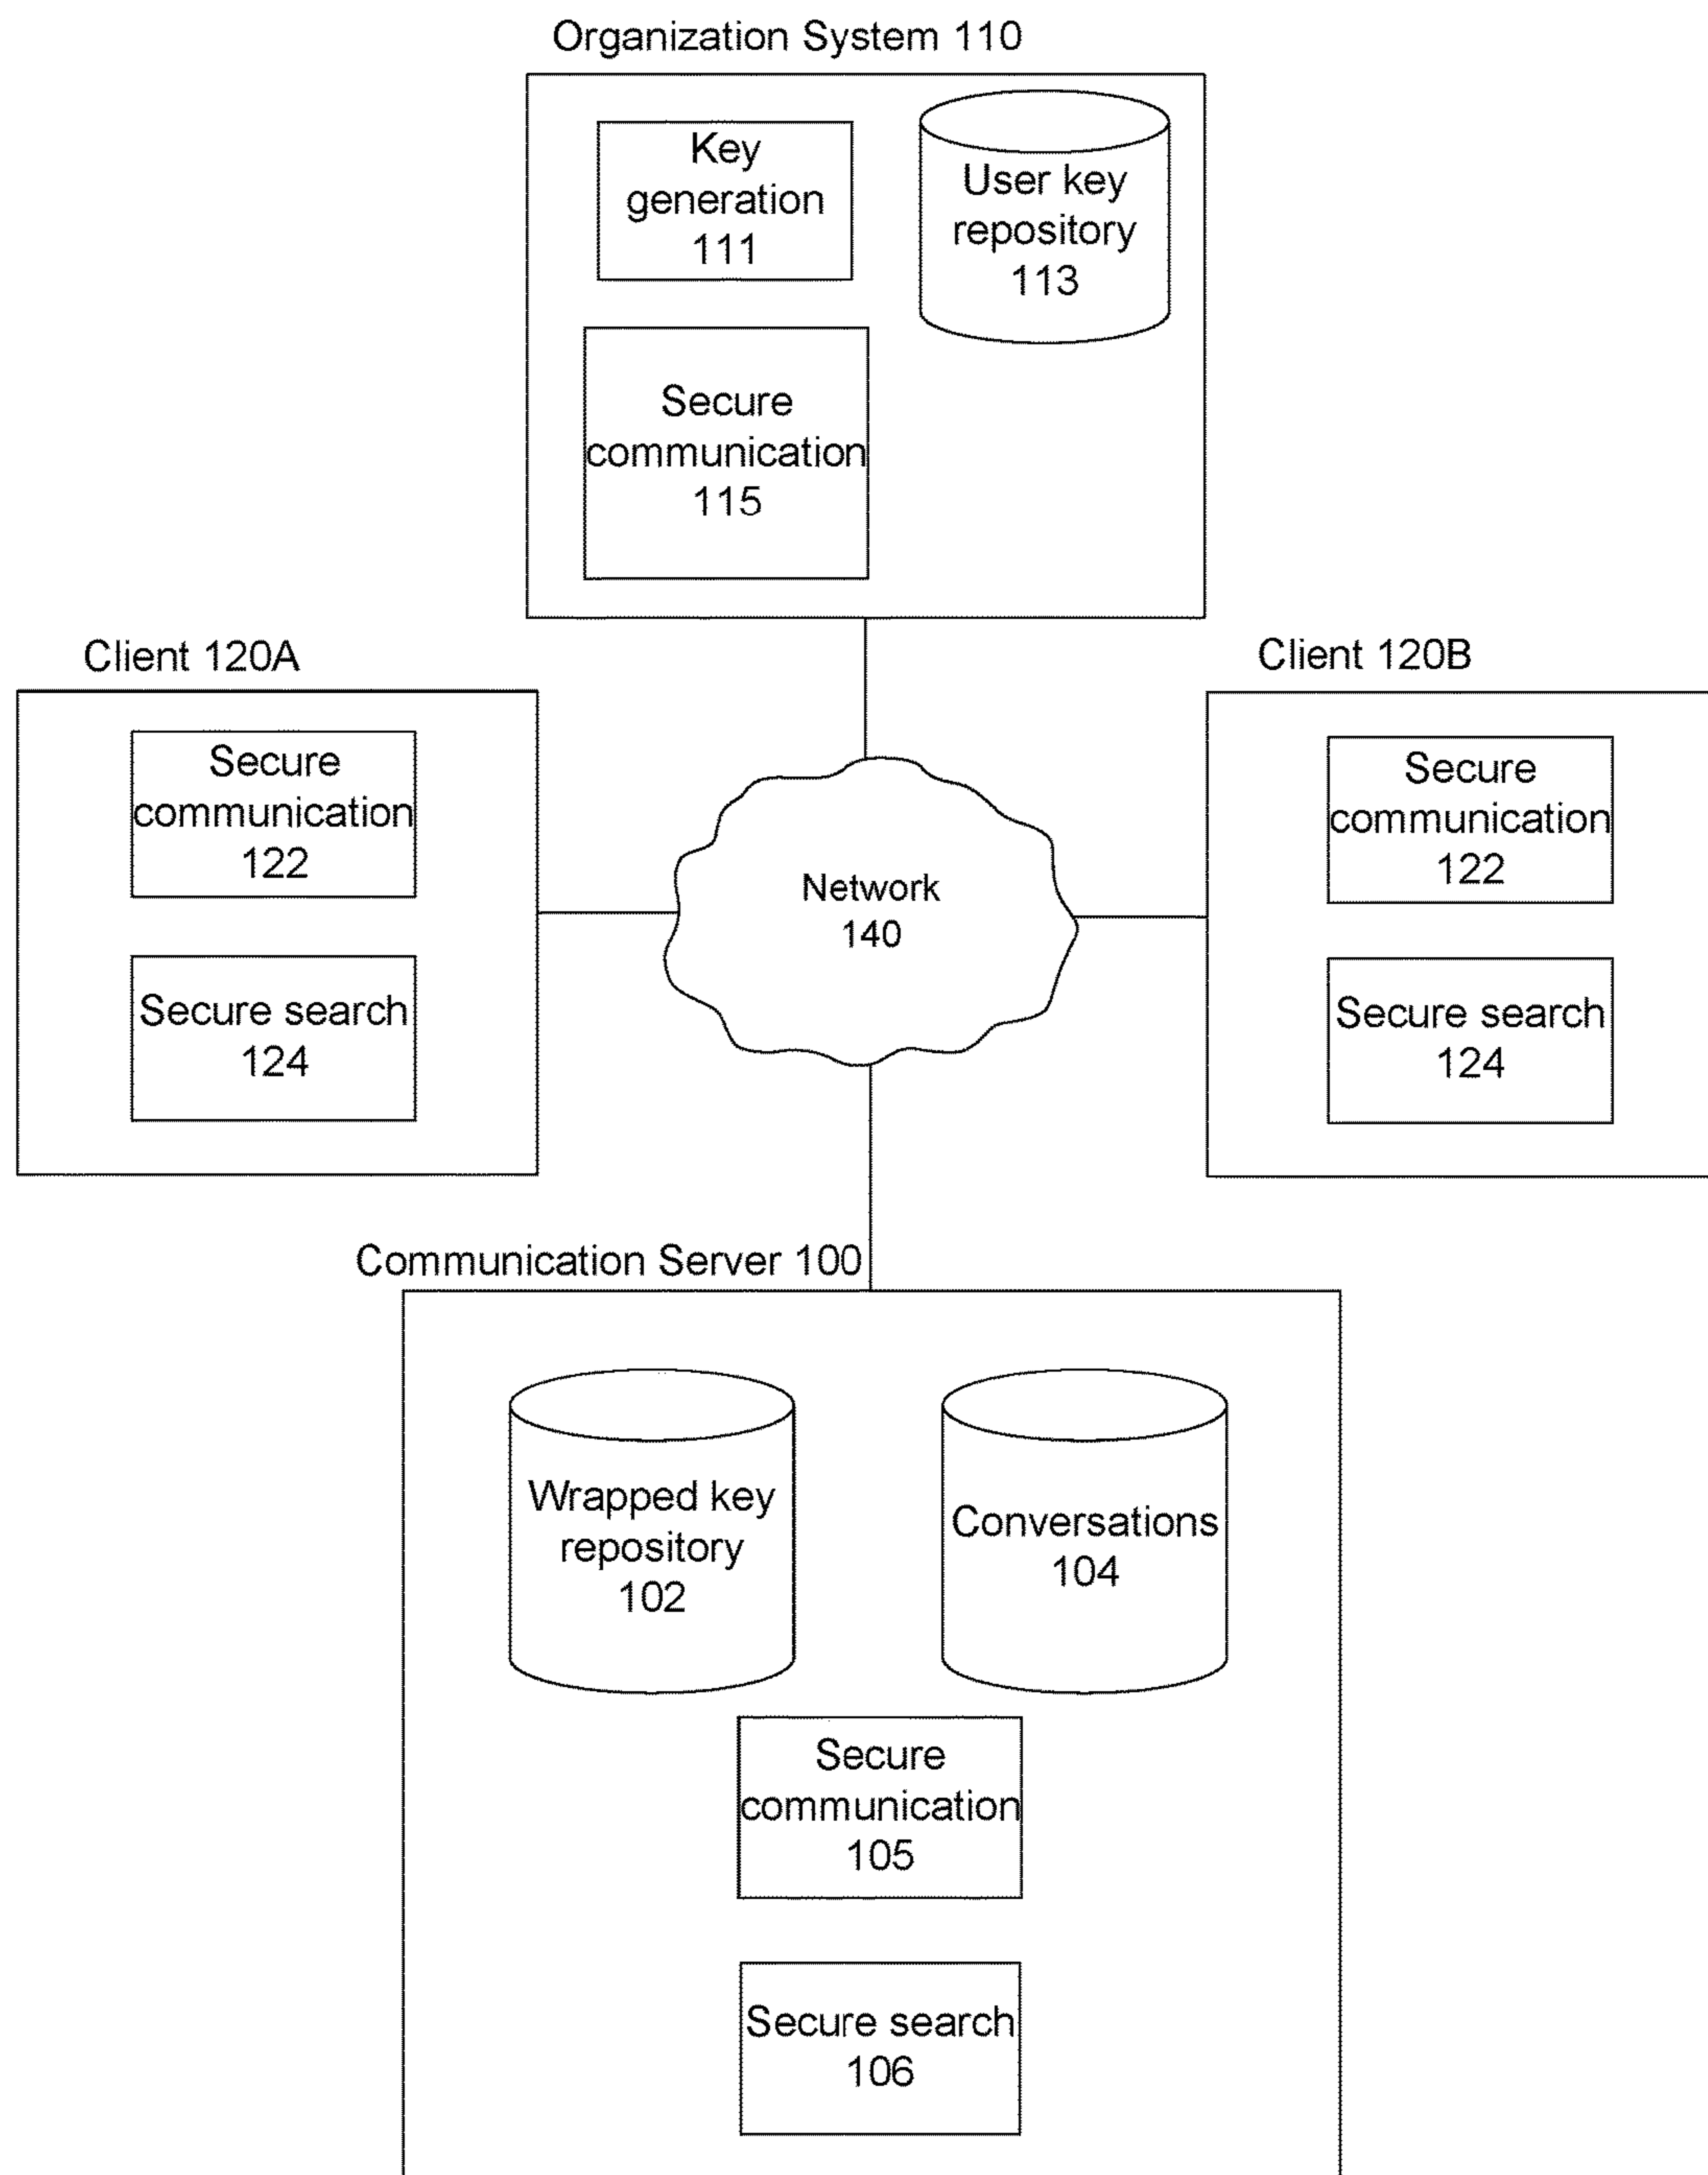 Organization System 110
Key
generation
111
User key
repository
113
Secure
communication
115
Client 120A
Secure
communication
122
Secure search
124
Network
140
Client 120B
Secure
communication
122
Secure search
124
Communication Server 100
Wrapped key
repository
102
Conversations
104
Secure
communication
105
Secure search
106